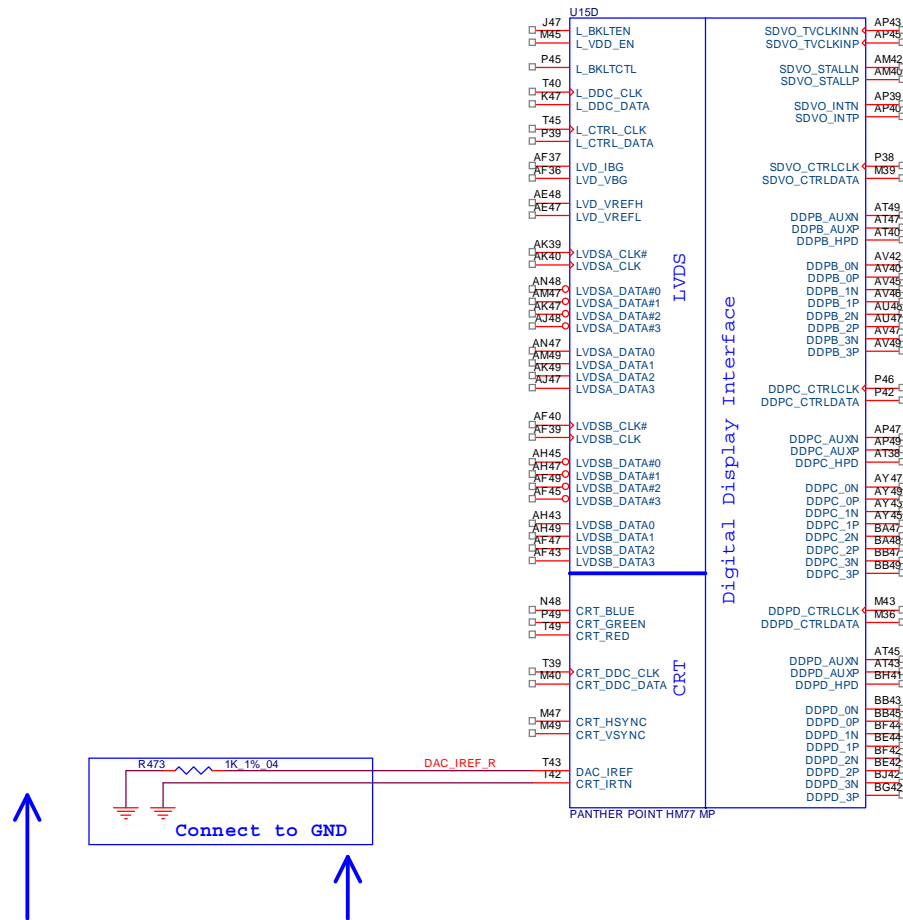 U15D
J47 L_BKLTEN
M45 L_VDD_EN
P45 L_BKLTCTL
T40 L_DDC_CLK
K47 L_DDC_DATA
T45 L_CTRL_CLK
P39 L_CTRL_DATA
AF37 LVD_IBG
AF36 LVD_VBG
AE48 LVD_VREFH
AE47 LVD_VREFL
AK39 LVDSA_CLK#
AK40 LVDSA_CLK
AN48 LVDSA_DATA#0
AM47 LVDSA_DATA#1
AK47 LVDSA_DATA#2
AJ48 LVDSA_DATA#3
AN47 LVDSA_DATA0
AM49 LVDSA_DATA1
AK49 LVDSA_DATA2
AJ47 LVDSA_DATA3
AF40 LVDSB_CLK#
AF39 LVDSB_CLK
AH45 LVDSB_DATA#0
AH47 LVDSB_DATA#1
AF49 LVDSB_DATA#2
AF45 LVDSB_DATA#3
AH43 LVDSB_DATA0
AH49 LVDSB_DATA1
AF47 LVDSB_DATA2
AF43 LVDSB_DATA3
N48 CRT_BLUE
P49 CRT_GREEN
T49 CRT_RED
T39 CRT_DDC_CLK
M40 CRT_DDC_DATA
M47 CRT_HSYNC
M49 CRT_VSYNC
R473 1K_1%_04 DAC_IREF_R T43 DAC_IREF
T42 CRT_IRTN
Connect to GND
LVDS
CRT
Digital Display Interface
SDVO_TVCLKINN AP43
SDVO_TVCLKINP AP45
SDVO_STALLN AM42
SDVO_STALLP AM40
SDVO_INTN AP39
SDVO_INTP AP40
SDVO_CTRLCLK P38
SDVO_CTRLDATA M39
DDPB_AUXN AT49
DDPB_AUXP AT47
DDPB_HPD AT40
DDPB_0N AV42
DDPB_0P AV40
DDPB_1N AV45
DDPB_1P AV46
DDPB_2N AU48
DDPB_2P AU47
DDPB_3N AV47
DDPB_3P AV49
DDPC_CTRLCLK P46
DDPC_CTRLDATA P42
DDPC_AUXN AP47
DDPC_AUXP AP49
DDPC_HPD AT38
DDPC_0N AY47
DDPC_0P AY49
DDPC_1N AY43
DDPC_1P AY45
DDPC_2N BA47
DDPC_2P BA48
DDPC_3N BB47
DDPC_3P BB49
DDPD_CTRLCLK M43
DDPD_CTRLDATA M36
DDPD_AUXN AT45
DDPD_AUXP AT43
DDPD_HPD BH41
DDPD_0N BB43
DDPD_0P BB45
DDPD_1N BF44
DDPD_1P BE44
DDPD_2N BF42
DDPD_2P BE42
DDPD_3N BJ42
DDPD_3P BG42
PANTHER POINT HM77 MP